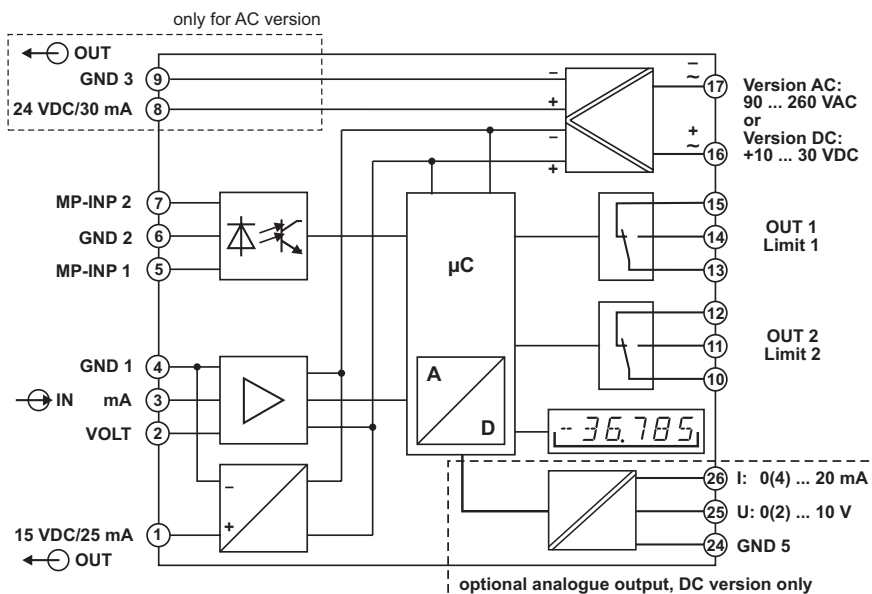 only for AC version
OUT
GND 3 9
24 VDC/30 mA 8
− +
− +
− ~ 17
+ ~ 16
Version AC:
90 ... 260 VAC
or
Version DC:
+10 ... 30 VDC
MP-INP 2 7
GND 2 6
MP-INP 1 5
µC
15
14
13
OUT 1
Limit 1
12
11
10
OUT 2
Limit 2
GND 1 4
IN mA 3
VOLT 2
A
D
-36.785
− +
15 VDC/25 mA 1
OUT
26 I: 0(4) ... 20 mA
25 U: 0(2) ... 10 V
24 GND 5
optional analogue output, DC version only